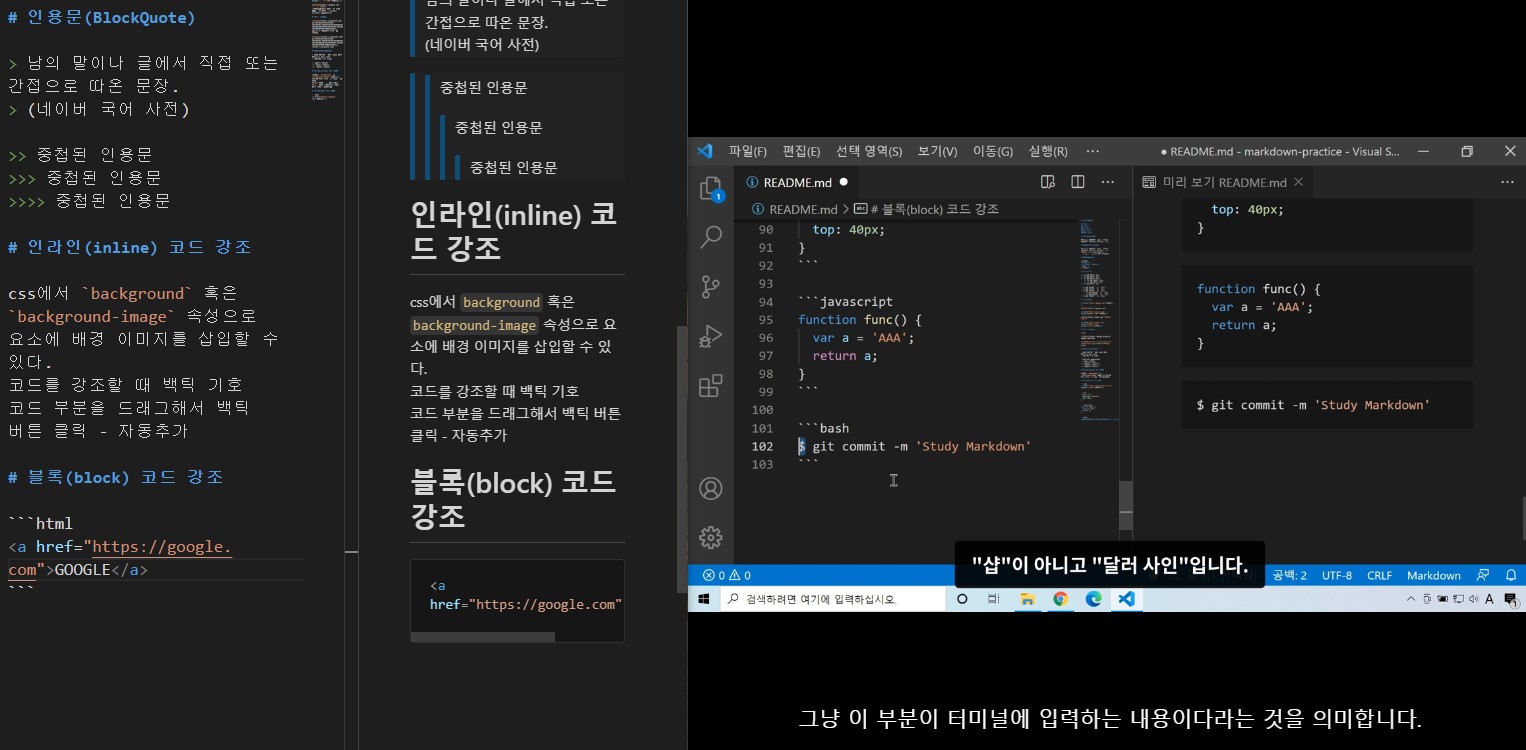 # 인용문(BlockQuote)
> 남의 말이나 글에서 직접 또는
간접으로 따온 문장.
> (네이버 국어 사전)
>> 중첩된 인용문
>>> 중첩된 인용문
>>>> 중첩된 인용문
# 인라인(inline) 코드 강조
css에서 `background` 혹은
`background-image` 속성으로
요소에 배경 이미지를 삽입할 수
있다.
코드를 강조할 때 백틱 기호
코드 부분을 드래그해서 백틱
버튼 클릭 - 자동추가
# 블록(block) 코드 강조
```html
<a href="https://google.
com">GOOGLE</a>
```
남의 말이나 글에서 직접 또는
간접으로 따온 문장.
(네이버 국어 사전)
중첩된 인용문
중첩된 인용문
중첩된 인용문
인라인(inline) 코
드 강조
css에서 background 혹은
background-image 속성으로 요
소에 배경 이미지를 삽입할 수 있
다.
코드를 강조할 때 백틱 기호
코드 부분을 드래그해서 백틱 버튼
클릭 - 자동추가
블록(block) 코드
강조
<a
href="https://google.com"
파일(F) 편집(E) 선택 영역(S) 보기(V) 이동(G) 실행(R) ··· ● README.md - markdown-practice - Visual S...
README.md ● 미리 보기 README.md
1
README.md > # 블록(block) 코드 강조
90 top: 40px;
91 }
92 ```
93
94 ```javascript
95 function func() {
96 var a = 'AAA';
97 return a;
98 }
99 ```
100
101 ```bash
102 $ git commit -m 'Study Markdown'
103 ```
top: 40px;
}
function func() {
var a = 'AAA';
return a;
}
$ git commit -m 'Study Markdown'
"샵"이 아니고 "달러 사인"입니다.
0 0 공백: 2 UTF-8 CRLF Markdown
검색하려면 여기에 입력하십시오. A 1
그냥 이 부분이 터미널에 입력하는 내용이다라는 것을 의미합니다.